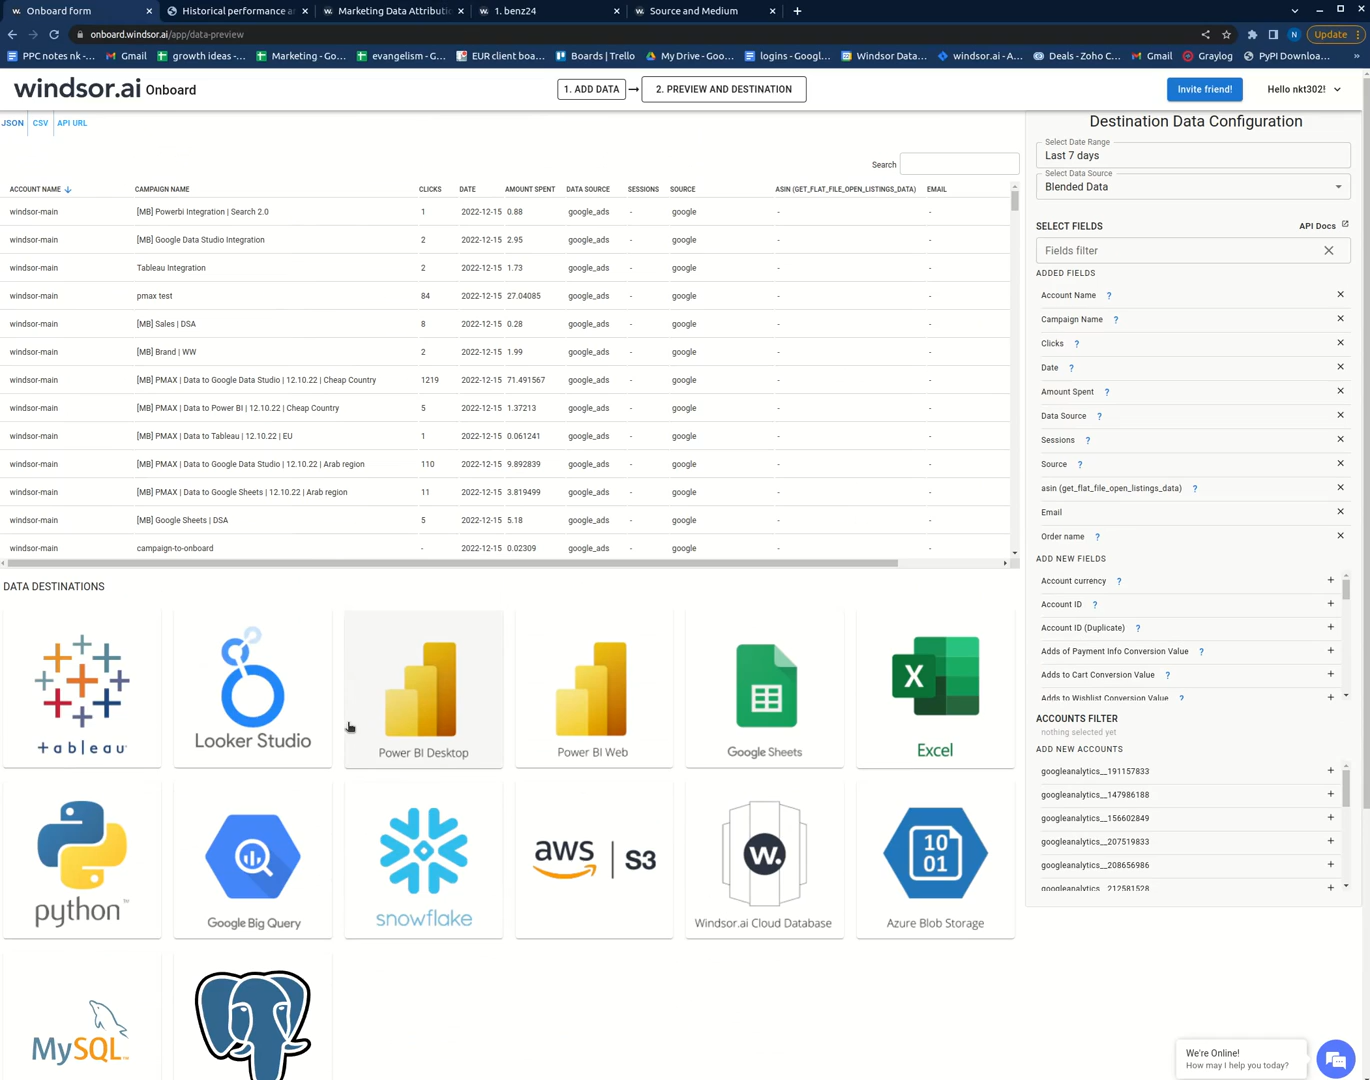 Onboard form
Historical performance a
Marketing Data Attributi
1. benz24
Source and Medium
onboard.windsor.ai/app/data-preview
Update
PPC notes nk -...
Gmail
growth ideas -...
Marketing - Go...
evangelism - G...
EUR client boa...
Boards | Trello
My Drive - Goo...
logins - Googl...
Windsor Data...
windsor.ai - A...
Deals - Zoho C...
Gmail
Graylog
PyPI Downloa...
windsor.ai Onboard
1. ADD DATA
2. PREVIEW AND DESTINATION
Invite friend!
Hello nkt302!
JSON
CSV
API URL
Search
ACCOUNT NAME CAMPAIGN NAME CLICKS DATE AMOUNT SPENT DATA SOURCE SESSIONS SOURCE ASIN (GET_FLAT_FILE_OPEN_LISTINGS_DATA) EMAIL
windsor-main [MB] Powerbi Integration | Search 2.0 1 2022-12-15 0.88 google_ads - google - -
windsor-main [MB] Google Data Studio Integration 2 2022-12-15 2.95 google_ads - google - -
windsor-main Tableau Integration 2 2022-12-15 1.73 google_ads - google - -
windsor-main pmax test 84 2022-12-15 27.04085 google_ads - google - -
windsor-main [MB] Sales | DSA 8 2022-12-15 0.28 google_ads - google - -
windsor-main [MB] Brand | WW 2 2022-12-15 1.99 google_ads - google - -
windsor-main [MB] PMAX | Data to Google Data Studio | 12.10.22 | Cheap Country 1219 2022-12-15 71.491567 google_ads - google - -
windsor-main [MB] PMAX | Data to Power BI | 12.10.22 | Cheap Country 5 2022-12-15 1.37213 google_ads - google - -
windsor-main [MB] PMAX | Data to Tableau | 12.10.22 | EU 1 2022-12-15 0.061241 google_ads - google - -
windsor-main [MB] PMAX | Data to Google Data Studio | 12.10.22 | Arab region 110 2022-12-15 9.892839 google_ads - google - -
windsor-main [MB] PMAX | Data to Google Sheets | 12.10.22 | Arab region 11 2022-12-15 3.819499 google_ads - google - -
windsor-main [MB] Google Sheets | DSA 5 2022-12-15 5.18 google_ads - google - -
windsor-main campaign-to-onboard - 2022-12-15 0.02309 google_ads - google - -
DATA DESTINATIONS
+ a b l e a u
Looker Studio
Power BI Desktop
Power BI Web
Google Sheets
X
Excel
python™
Google Big Query
snowflake
aws | S3
W.
Windsor.ai Cloud Database
10
01
Azure Blob Storage
MySQL
Destination Data Configuration
Select Date Range
Last 7 days
Select Data Source
Blended Data
SELECT FIELDS
API Docs
Fields filter
ADDED FIELDS
Account Name ?
Campaign Name ?
Clicks ?
Date ?
Amount Spent ?
Data Source ?
Sessions ?
Source ?
asin (get_flat_file_open_listings_data) ?
Email
Order name ?
ADD NEW FIELDS
Account currency ? +
Account ID ? +
Account ID (Duplicate) ? +
Adds of Payment Info Conversion Value ? +
Adds to Cart Conversion Value ? +
Adds to Wishlist Conversion Value ? +
ACCOUNTS FILTER
nothing selected yet
ADD NEW ACCOUNTS
googleanalytics__191157833 +
googleanalytics__147986188 +
googleanalytics__156602849 +
googleanalytics__207519833 +
googleanalytics__208656986 +
googleanalytics__212581528 +
We're Online!
How may I help you today?